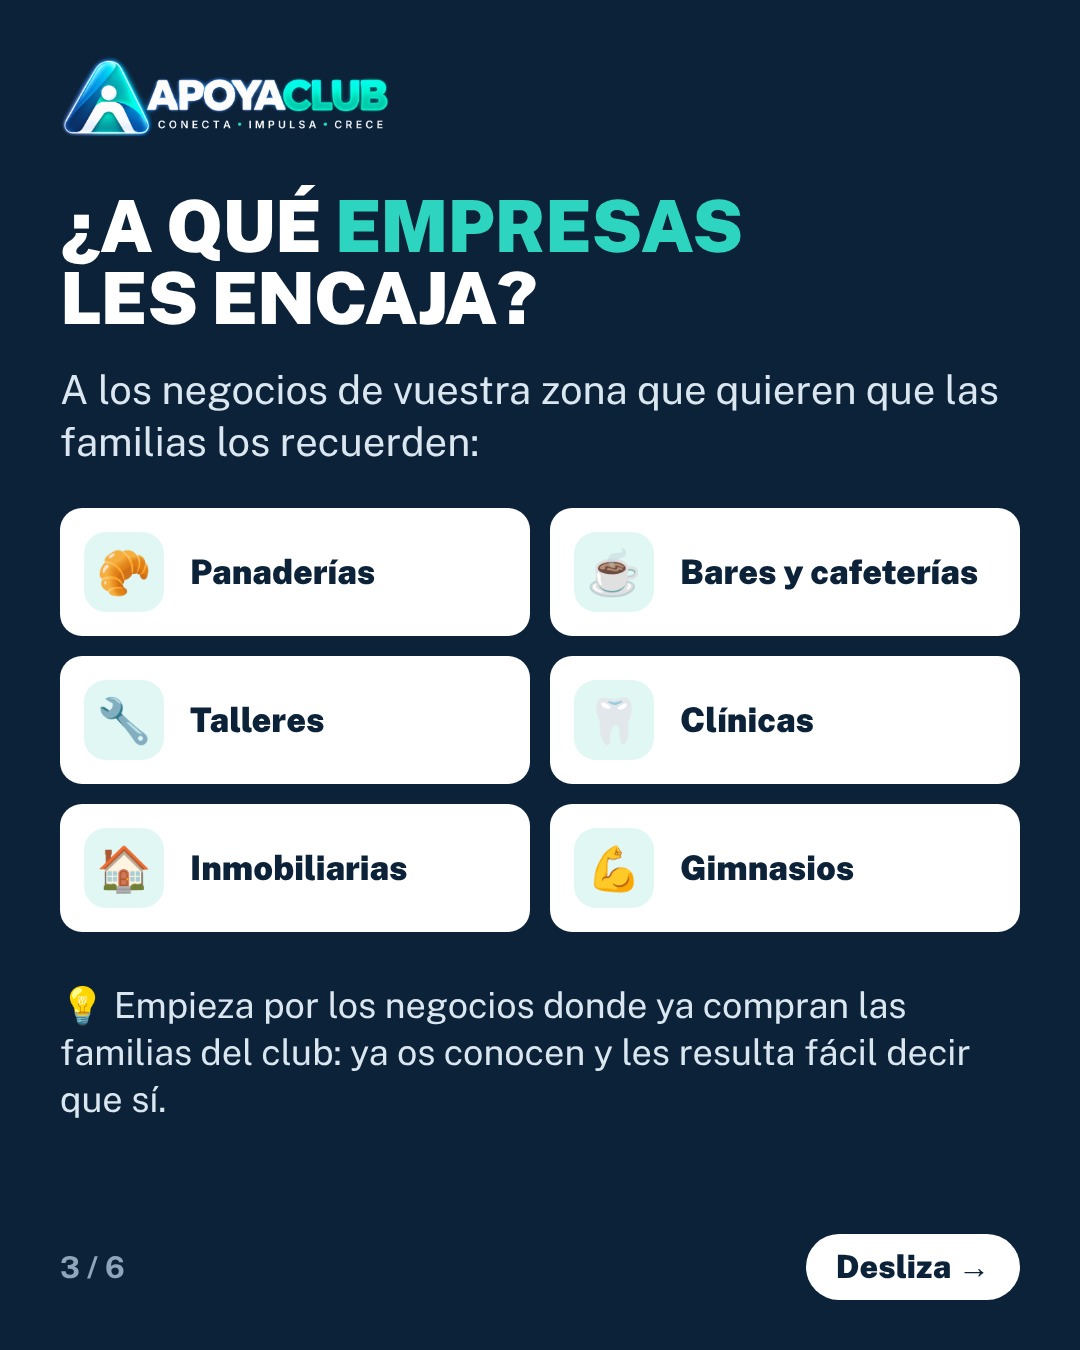 APOYACLUB
CONECTA • IMPULSA • CRECE
¿A QUÉ EMPRESAS
LES ENCAJA?
A los negocios de vuestra zona que quieren que las
familias los recuerden:
Panaderías
Bares y cafeterías
Talleres
Clínicas
Inmobiliarias
Gimnasios
💡 Empieza por los negocios donde ya compran las
familias del club: ya os conocen y les resulta fácil decir
que sí.
3 / 6
Desliza →